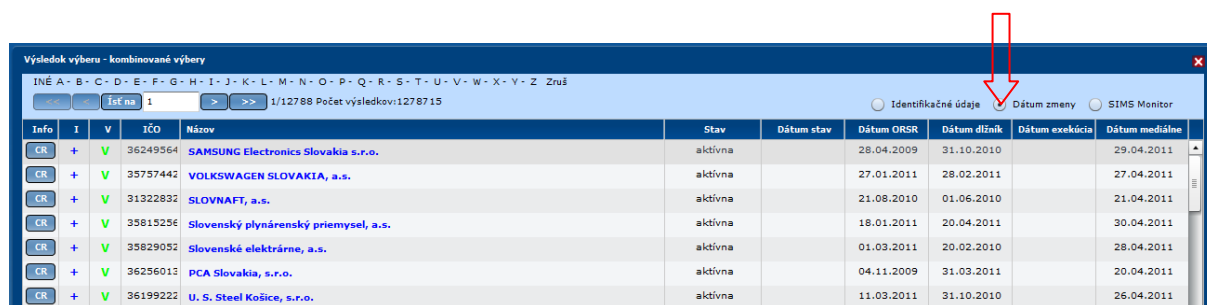 Výsledok výberu - kombinované výbery
INÉ A - B - C - D - E - F - G - H - I - J - K - L - M - N - O - P - Q - R - S - T - U - V - W - X - Y - Z Zruš
<< < Ísť na 1 > >> 1/12788 Počet výsledkov:1278715 Identifikačné údaje Dátum zmeny SIMS Monitor
Info I V IČO Názov Stav Dátum stav Dátum ORSR Dátum dlžník Dátum exekúcia Dátum mediálne
CR + V 36249564 SAMSUNG Electronics Slovakia s.r.o. aktívna 28.04.2009 31.10.2010 29.04.2011
CR + V 35757442 VOLKSWAGEN SLOVAKIA, a.s. aktívna 27.01.2011 28.02.2011 27.04.2011
CR + V 31322832 SLOVNAFT, a.s. aktívna 21.08.2010 01.06.2010 21.04.2011
CR + V 35815256 Slovenský plynárenský priemysel, a.s. aktívna 18.01.2011 20.04.2011 30.04.2011
CR + V 35829052 Slovenské elektrárne, a.s. aktívna 01.03.2011 20.02.2010 28.04.2011
CR + V 36256013 PCA Slovakia, s.r.o. aktívna 04.11.2009 31.03.2011 20.04.2011
CR + V 36199222 U. S. Steel Košice, s.r.o. aktívna 11.03.2011 31.10.2010 26.04.2011